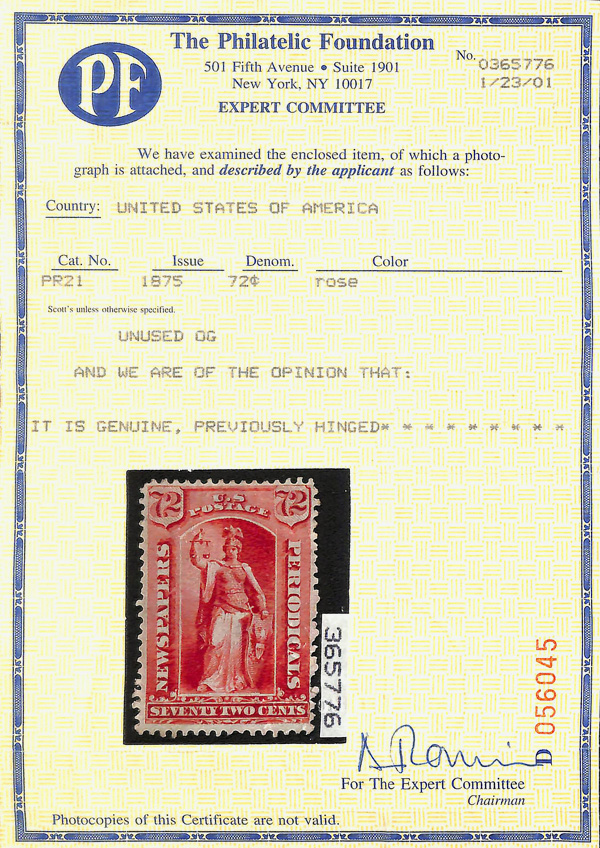 PF
The Philatelic Foundation
501 Fifth Avenue • Suite 1901
New York, NY 10017
EXPERT COMMITTEE
No. 0365776
1/23/01
We have examined the enclosed item, of which a photo-
graph is attached, and described by the applicant as follows:
Country: UNITED STATES OF AMERICA
Cat. No. Issue Denom. Color
PR21 1875 72¢ rose
Scott's unless otherwise specified.
UNUSED OG
AND WE ARE OF THE OPINION THAT:
IT IS GENUINE, PREVIOUSLY HINGED* * * * * * * * * *
72 U.S. 72
POSTAGE
NEWSPAPERS
PERIODICALS
SEVENTY TWO CENTS
365776
D 056045
For The Expert Committee
Chairman
Photocopies of this Certificate are not valid.